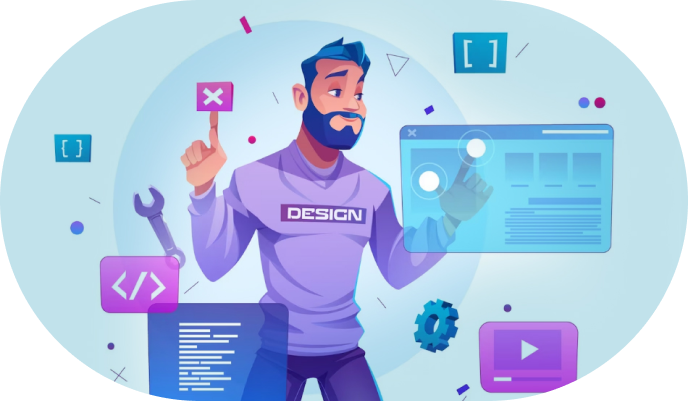 [ ]
{ }
DESIGN
</>